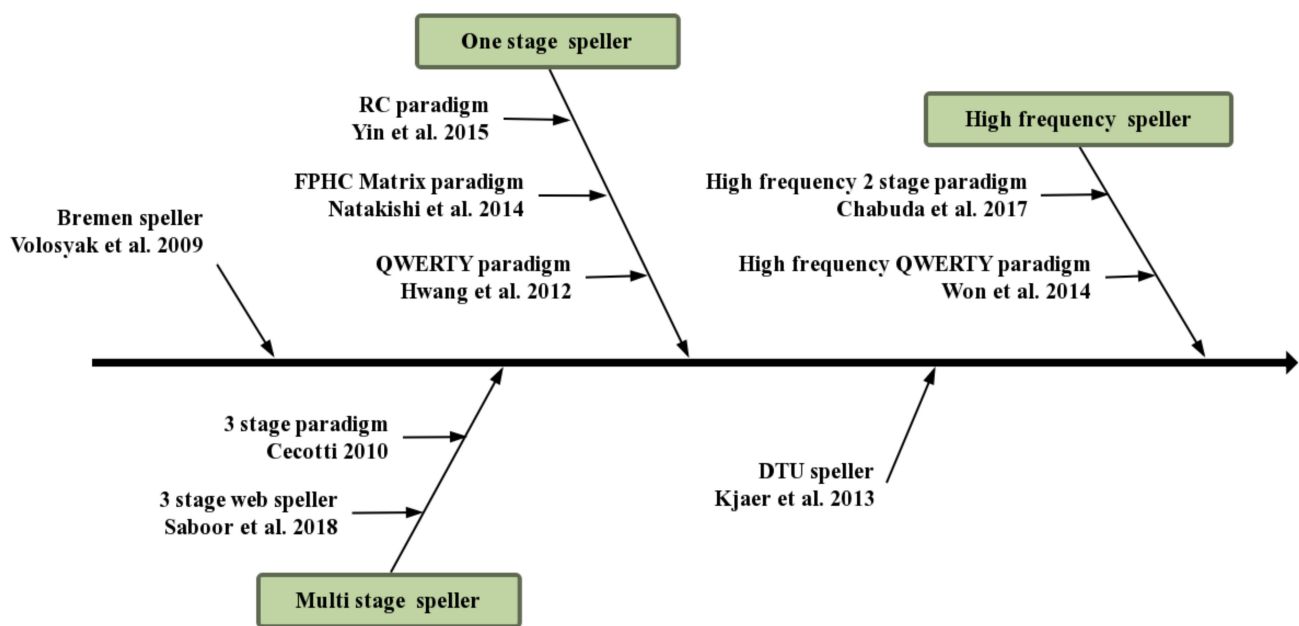 One stage speller
RC paradigm
Yin et al. 2015
FPHC Matrix paradigm
Natakishi et al. 2014
QWERTY paradigm
Hwang et al. 2012
High frequency speller
High frequency 2 stage paradigm
Chabuda et al. 2017
High frequency QWERTY paradigm
Won et al. 2014
Bremen speller
Volosyak et al. 2009
3 stage paradigm
Cecotti 2010
3 stage web speller
Saboor et al. 2018
Multi stage speller
DTU speller
Kjaer et al. 2013